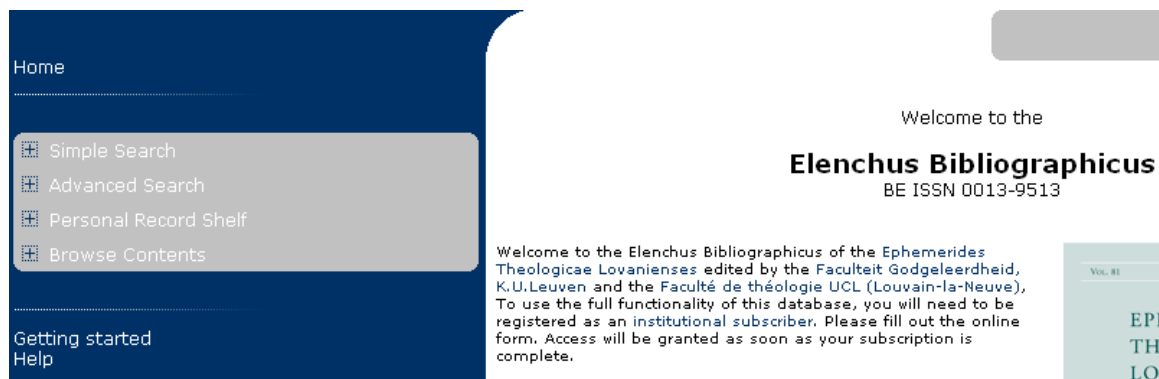 Home
Simple Search
Advanced Search
Personal Record Shelf
Browse Contents
Getting started
Help
Welcome to the
Elenchus Bibliographicus
BE ISSN 0013-9513
Welcome to the Elenchus Bibliographicus of the Ephemerides
Theologicae Lovanienses edited by the Faculteit Godgeleerdheid,
K.U.Leuven and the Faculté de théologie UCL (Louvain-la-Neuve),
To use the full functionality of this database, you will need to be
registered as an institutional subscriber. Please fill out the online
form. Access will be granted as soon as your subscription is
complete.
VOL. 81
EP
TH
LO